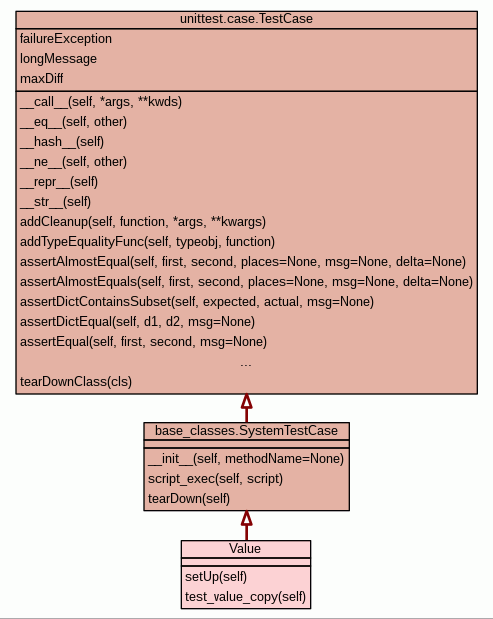 unittest.case.TestCase
failureException
longMessage
maxDiff
__call__(self, *args, **kwds)
__eq__(self, other)
__hash__(self)
__ne__(self, other)
__repr__(self)
__str__(self)
addCleanup(self, function, *args, **kwargs)
addTypeEqualityFunc(self, typeobj, function)
assertAlmostEqual(self, first, second, places=None, msg=None, delta=None)
assertAlmostEquals(self, first, second, places=None, msg=None, delta=None)
assertDictContainsSubset(self, expected, actual, msg=None)
assertDictEqual(self, d1, d2, msg=None)
assertEqual(self, first, second, msg=None)
...
tearDownClass(cls)
base_classes.SystemTestCase
__init__(self, methodName=None)
script_exec(self, script)
tearDown(self)
Value
setUp(self)
test_value_copy(self)